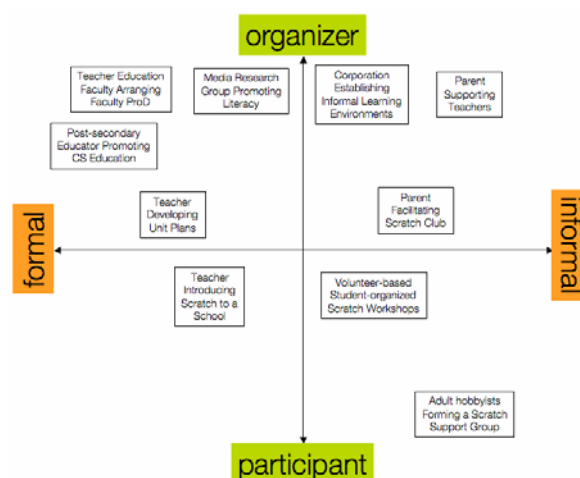 organizer
Teacher Education
Faculty Arranging
Faculty ProD
Media Research
Group Promoting
Literacy
Corporation
Establishing
Informal Learning
Environments
Parent
Supporting
Teachers
Post-secondary
Educator Promoting
CS Education
Teacher
Developing
Unit Plans
Parent
Facilitating
Scratch Club
formal
informal
Teacher
Introducing
Scratch to a
School
Volunteer-based
Student-organized
Scratch Workshops
Adult hobbyists
Forming a Scratch
Support Group
participant